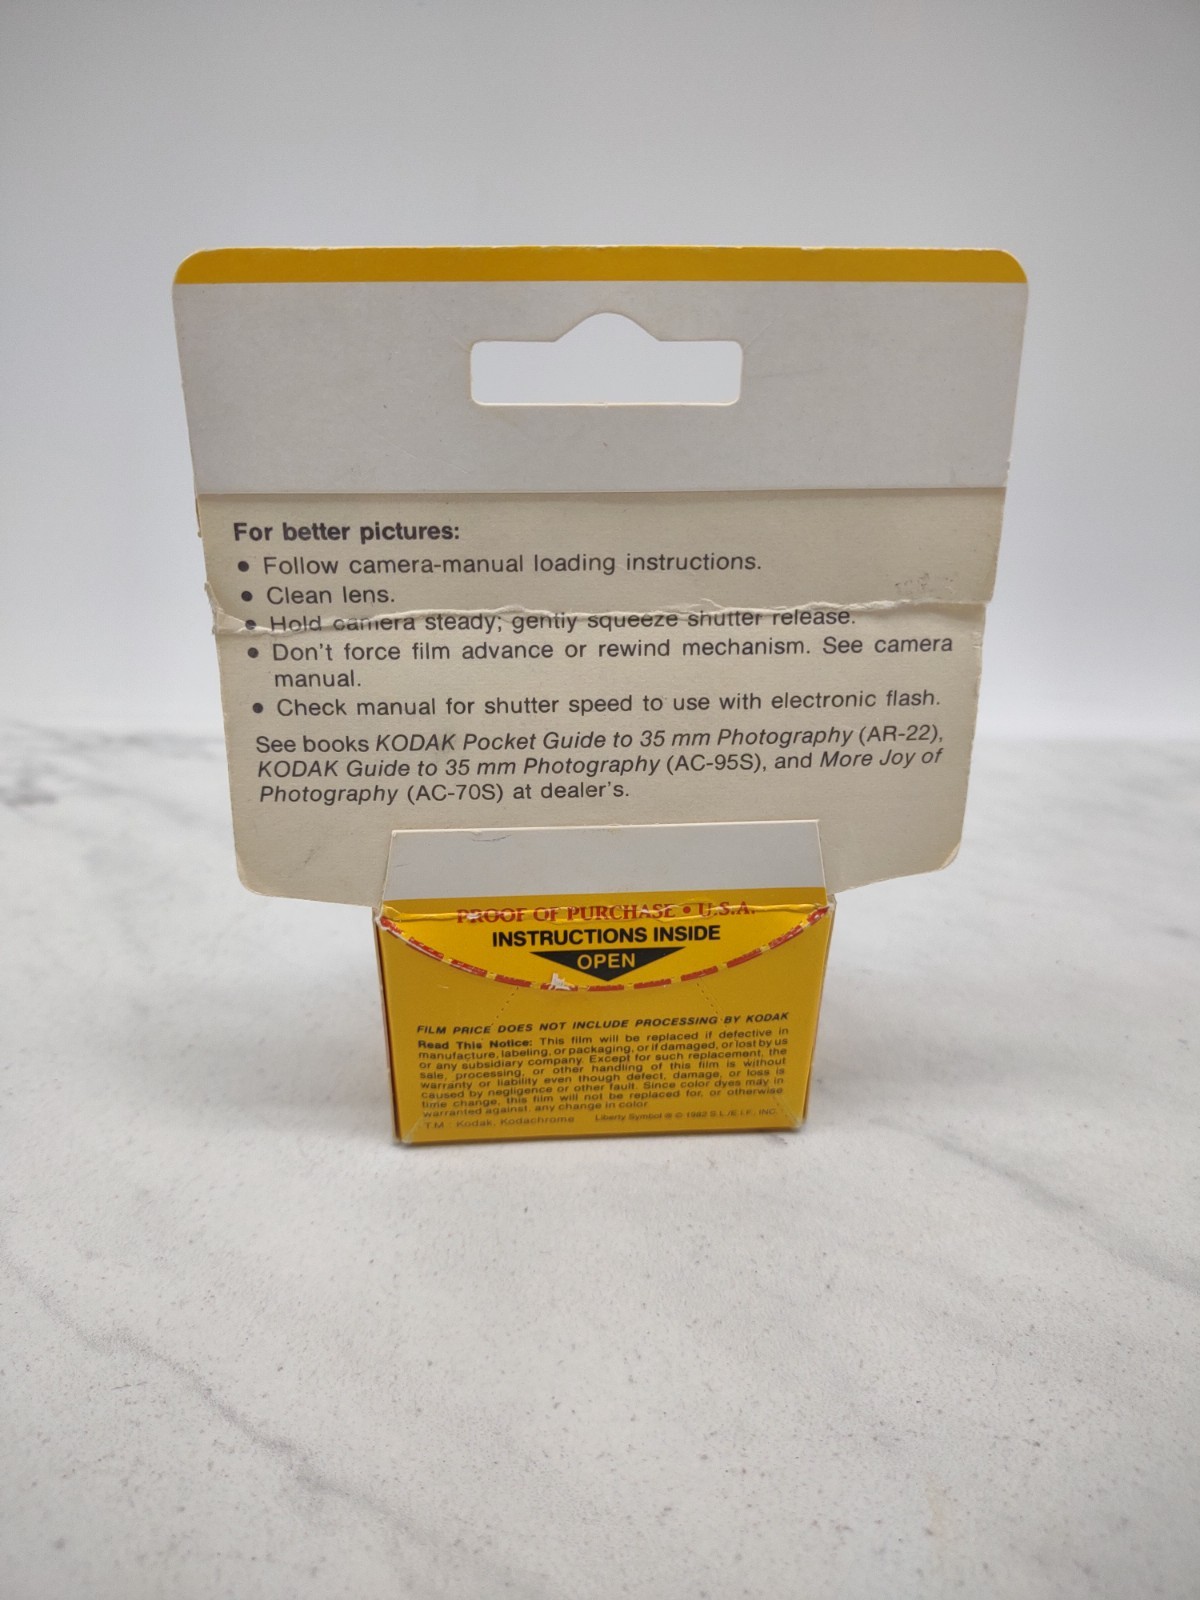 For better pictures:
• Follow camera-manual loading instructions.
• Clean lens.
• Hold camera steady; gently squeeze shutter release.
• Don't force film advance or rewind mechanism. See camera
manual.
• Check manual for shutter speed to use with electronic flash.
See books KODAK Pocket Guide to 35 mm Photography (AR-22),
KODAK Guide to 35 mm Photography (AC-95S), and More Joy of
Photography (AC-70S) at dealer's.
PROOF OF PURCHASE • U.S.A.
INSTRUCTIONS INSIDE
OPEN
FILM PRICE DOES NOT INCLUDE PROCESSING BY KODAK
Read This Notice: This film will be replaced if defective in
manufacture, labeling, or packaging, or if damaged, or lost by us
or any subsidiary company. Except for such replacement, the
sale, processing, or other handling of this film is without
warranty or liability even though defect, damage, or loss is
caused by negligence or other fault. Since color dyes may in
time change, this film will not be replaced for, or otherwise
warranted against, any change in color.
TM: Kodak, Kodachrome Liberty Symbol ® © 1982 S.L./E.I.F., INC.